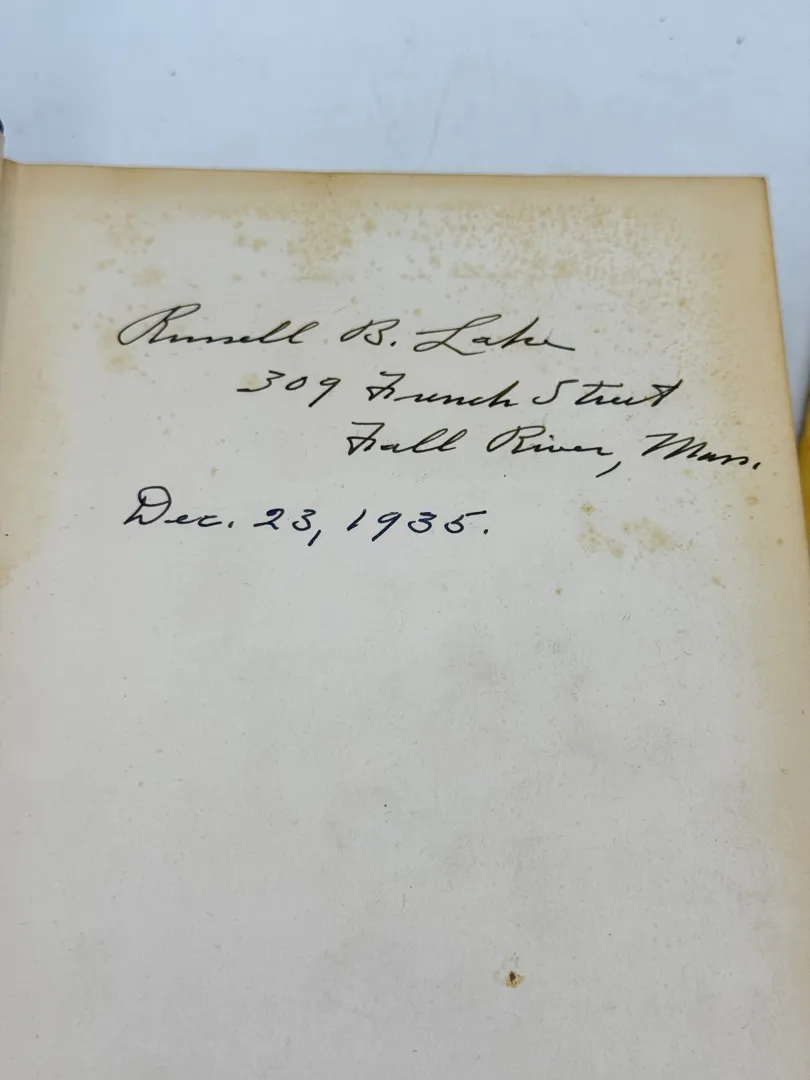 Russell B. Lake
309 French Street
Fall River, Mass.
Dec. 23, 1935.